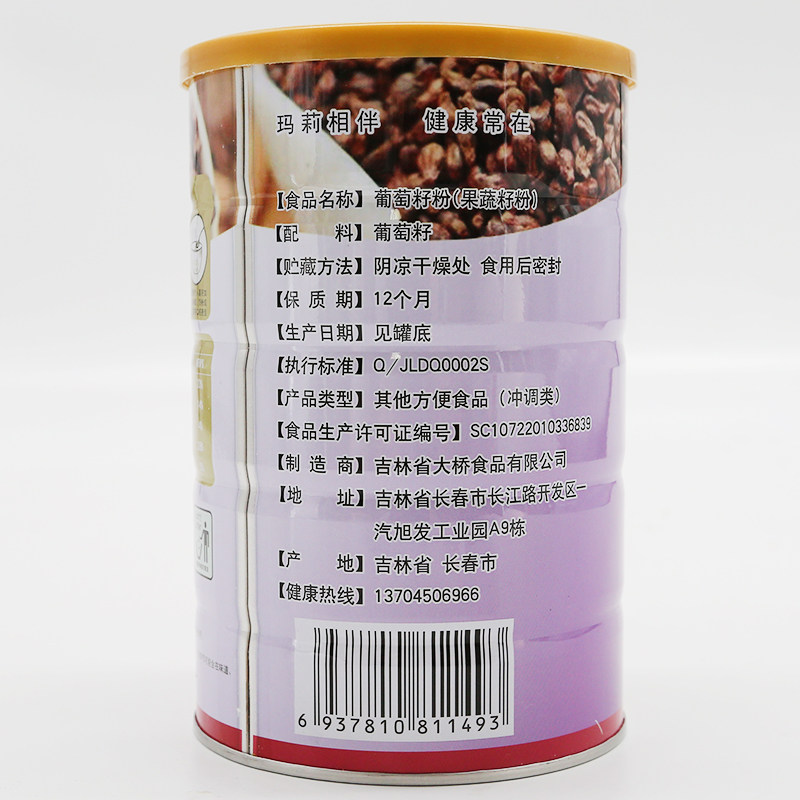 玛莉相伴 健康常在
【食品名称】葡萄籽粉(果蔬籽粉)
【配 料】葡萄籽
【贮藏方法】阴凉干燥处 食用后密封
【保 质 期】12个月
【生产日期】见罐底
【执行标准】Q/JLDQ0002S
【产品类型】其他方便食品（冲调类）
【食品生产许可证编号】SC10722010336839
【制 造 商】吉林省大桥食品有限公司
【地 址】吉林省长春市长江路开发区一
汽旭发工业园A9栋
【产 地】吉林省 长春市
【健康热线】13704506966
6 937810 811493